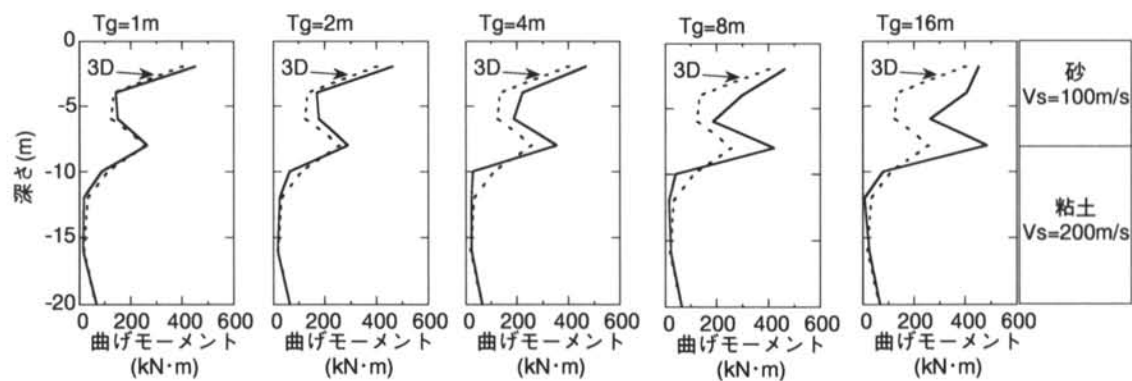 Tg=1m
Tg=2m
Tg=4m
Tg=8m
Tg=16m
0
-5
-10
-15
-20
深さ(m)
3D
3D
3D
3D
3D
砂
Vs=100m/s
粘土
Vs=200m/s
0 200 400 600
0 200 400 600
0 200 400 600
0 200 400 600
0 200 400 600
曲げモーメント
(kN·m)
曲げモーメント
(kN·m)
曲げモーメント
(kN·m)
曲げモーメント
(kN·m)
曲げモーメント
(kN·m)